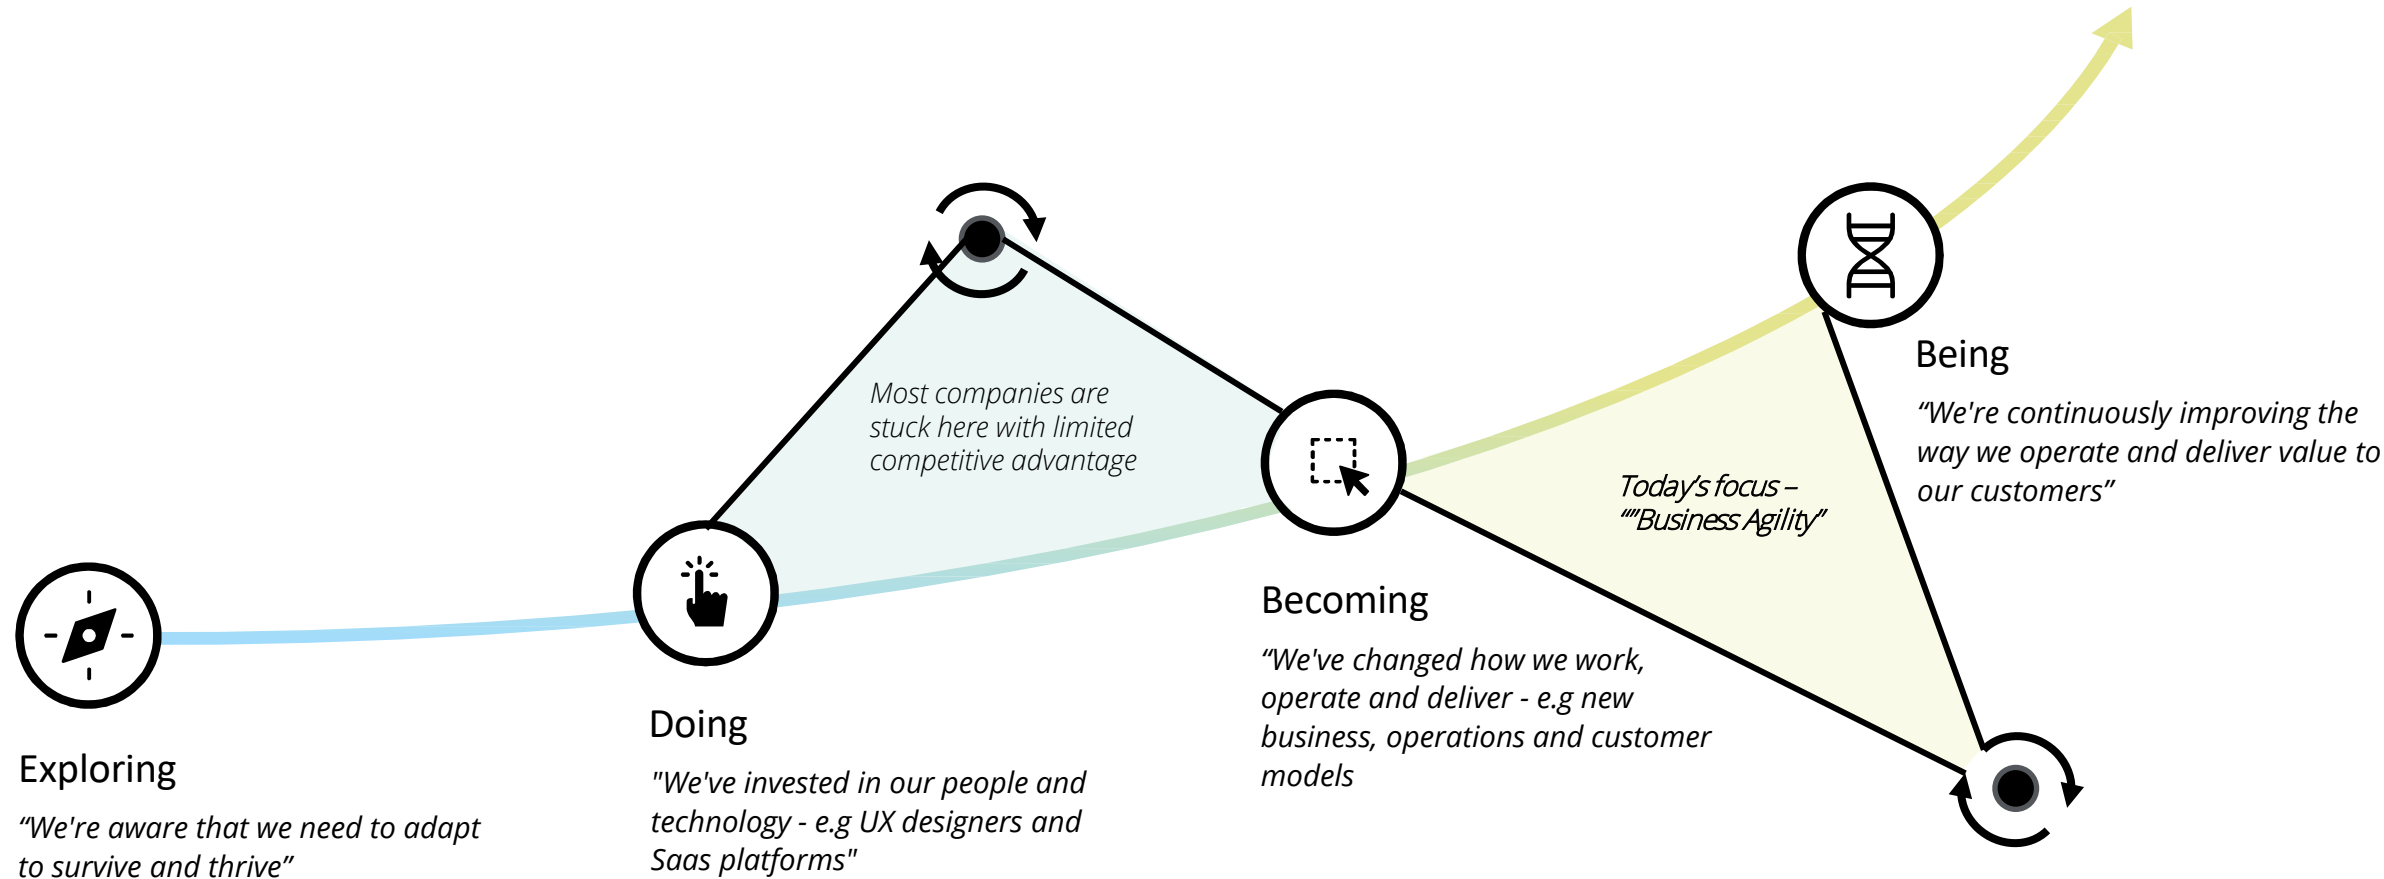 Exploring
“We're aware that we need to adapt
to survive and thrive”
Doing
"We've invested in our people and
technology - e.g UX designers and
Saas platforms"
Most companies are
stuck here with limited
competitive advantage
Becoming
“We've changed how we work,
operate and deliver - e.g new
business, operations and customer
models
Today’s focus –
“”Business Agility”
Being
“We're continuously improving the
way we operate and deliver value to
our customers”